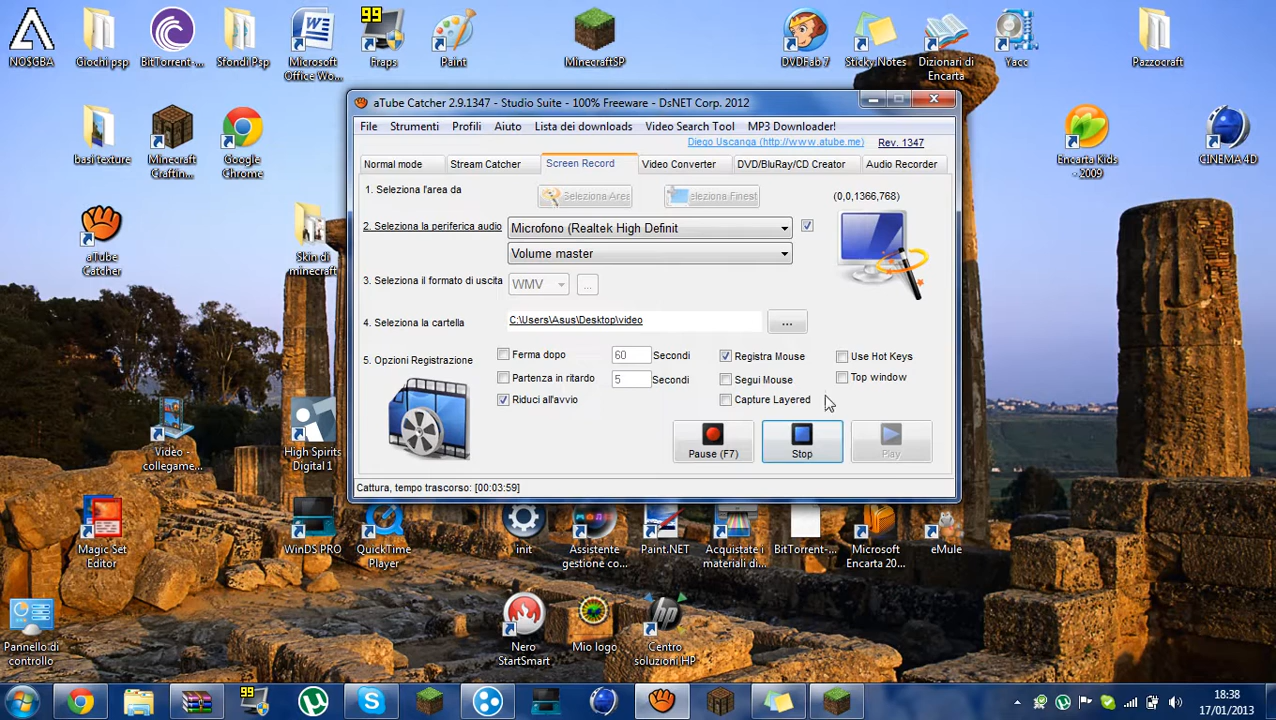 NO$GBA
Giochi psp
BitTorrent-...
Sfondi Psp
Microsoft Office Wo...
99
Fraps
Paint
MinecraftSP
DVDFab 7
Sticky Notes
Dizionari di Encarta
Yacc
Pazzocraft
basi texture
Minecraft Craftin...
Google Chrome
aTube Catcher
Skin di minecraft
Encarta Kids - 2009
CINEMA 4D
aTube Catcher 2.9.1347 - Studio Suite - 100% Freeware - DsNET Corp. 2012
File Strumenti Profili Aiuto Lista dei downloads Video Search Tool MP3 Downloader!
Diego Uscanga (http://www.atube.me) Rev. 1347
Normal mode Stream Catcher Screen Record Video Converter DVD/BluRay/CD Creator Audio Recorder
1. Seleziona l'area da Seleziona Area eleziona Finest (0,0,1366,768)
2. Seleziona la periferica audio Microfono (Realtek High Definit
Volume master
3. Seleziona il formato di uscita WMV ...
4. Seleziona la cartella C:\Users\Asus\Desktop\video ...
5. Opzioni Registrazione Ferma dopo 60 Secondi Registra Mouse Use Hot Keys
Partenza in ritardo 5 Secondi Segui Mouse Top window
Riduci all'avvio Capture Layered
Pause (F7) Stop Play
Cattura, tempo trascorso: [00:03:59]
Video - collegame...
High Spirits Digital 1
Magic Set Editor
WinDS PRO
QuickTime Player
init
Assistente gestione co...
Paint.NET
Acquistate i materiali di...
BitTorrent-...
Microsoft Encarta 20...
eMule
Pannello di controllo
Nero StartSmart
Mio logo
hp
Centro soluzioni HP
99
18:38
17/01/2013